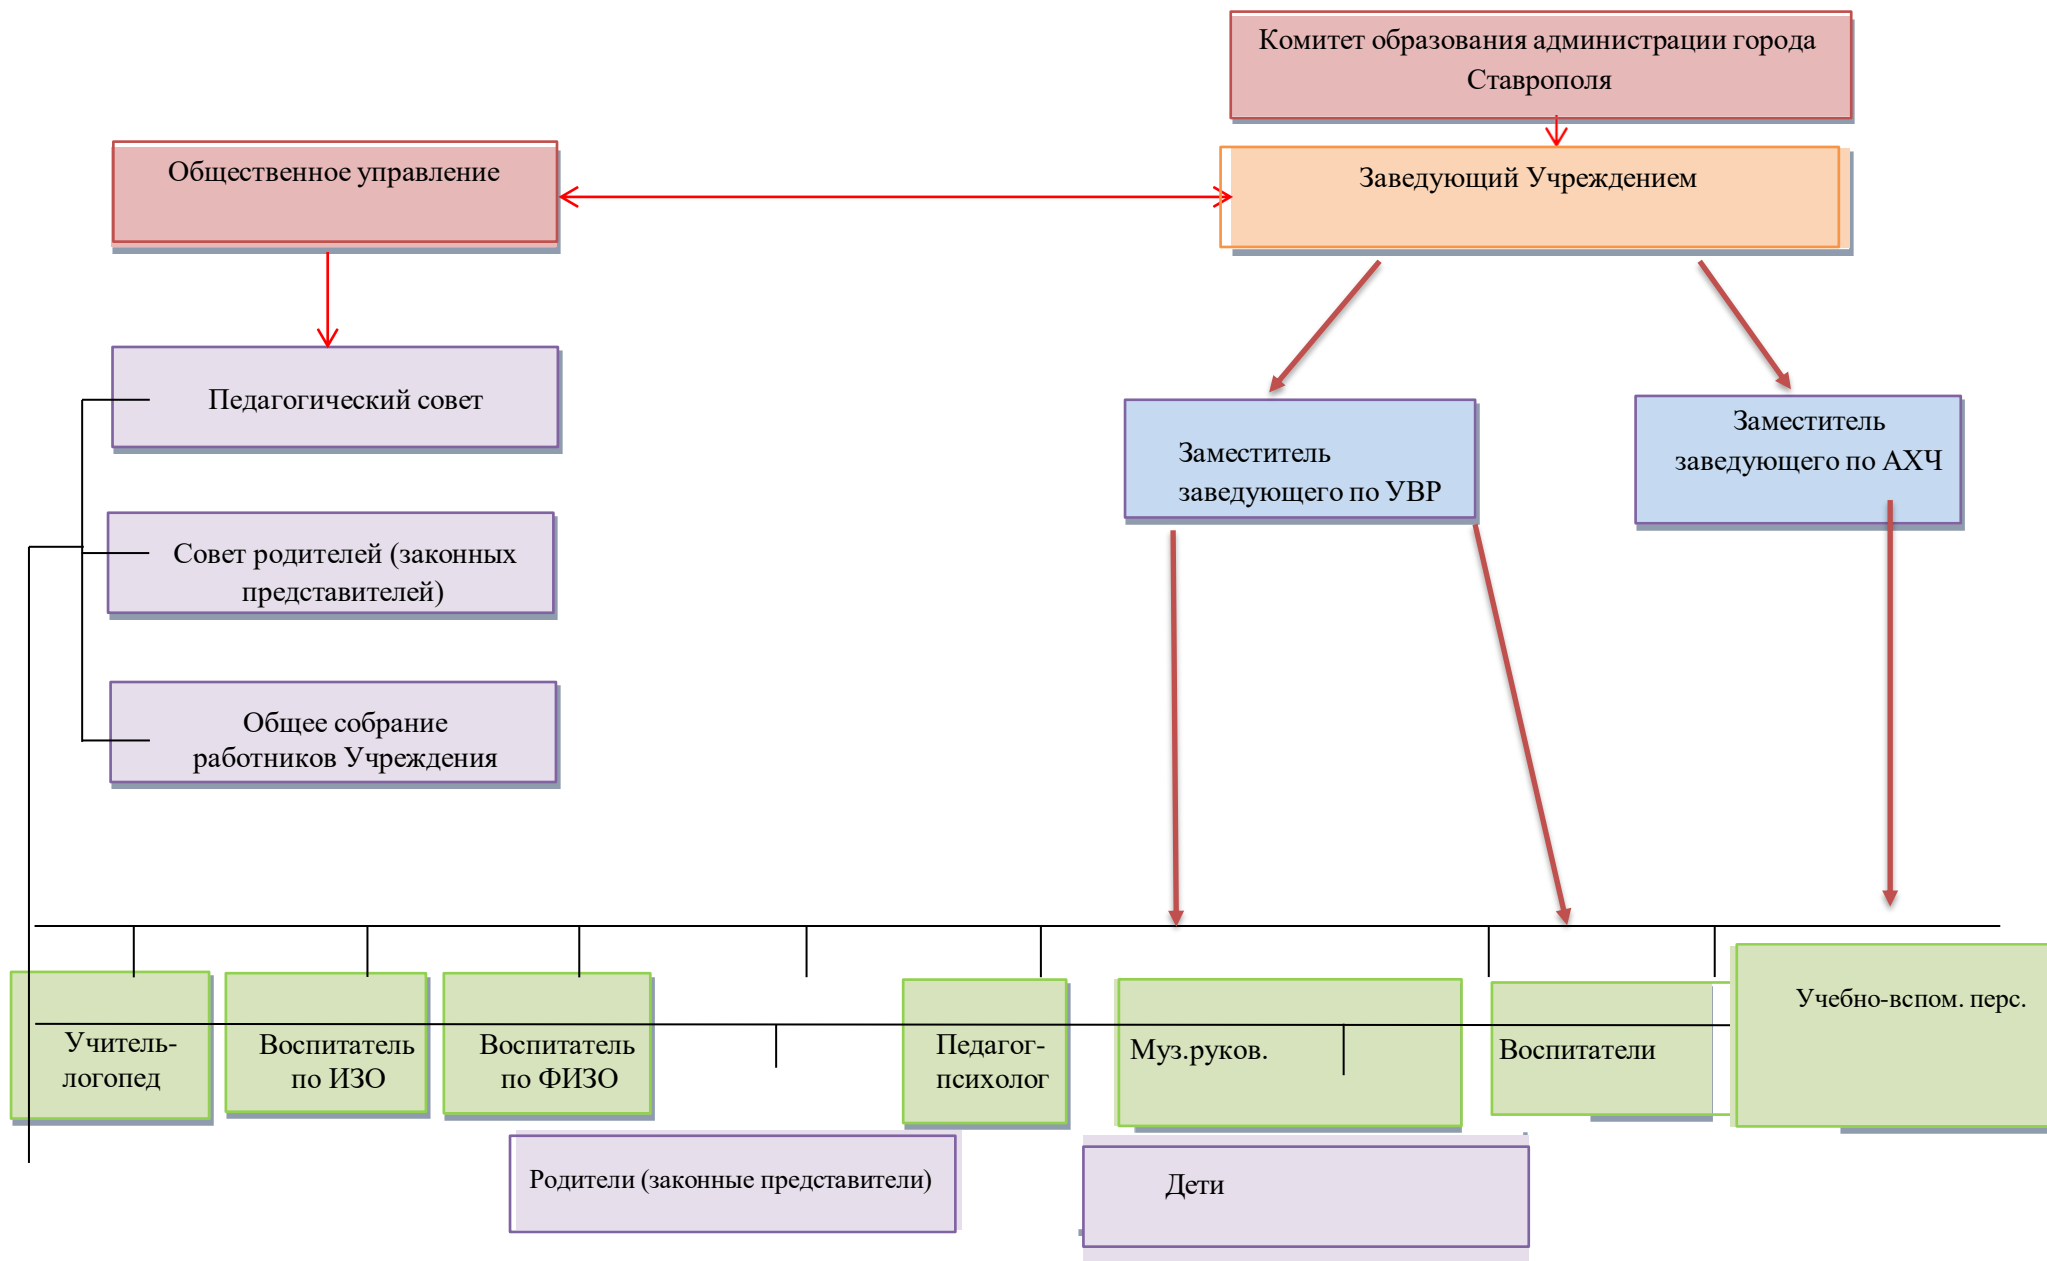 Комитет образования администрации города
Ставрополя
Общественное управление
Заведующий Учреждением
Педагогический совет
Заместитель
заведующего по УВР
Заместитель
заведующего по АХЧ
Совет родителей (законных
представителей)
Общее собрание
работников Учреждения
Учитель-
логопед
Воспитатель
по ИЗО
Воспитатель
по ФИЗО
Педагог-
психолог
Муз.руков.
Воспитатели
Учебно-вспом. перс.
Родители (законные представители)
Дети